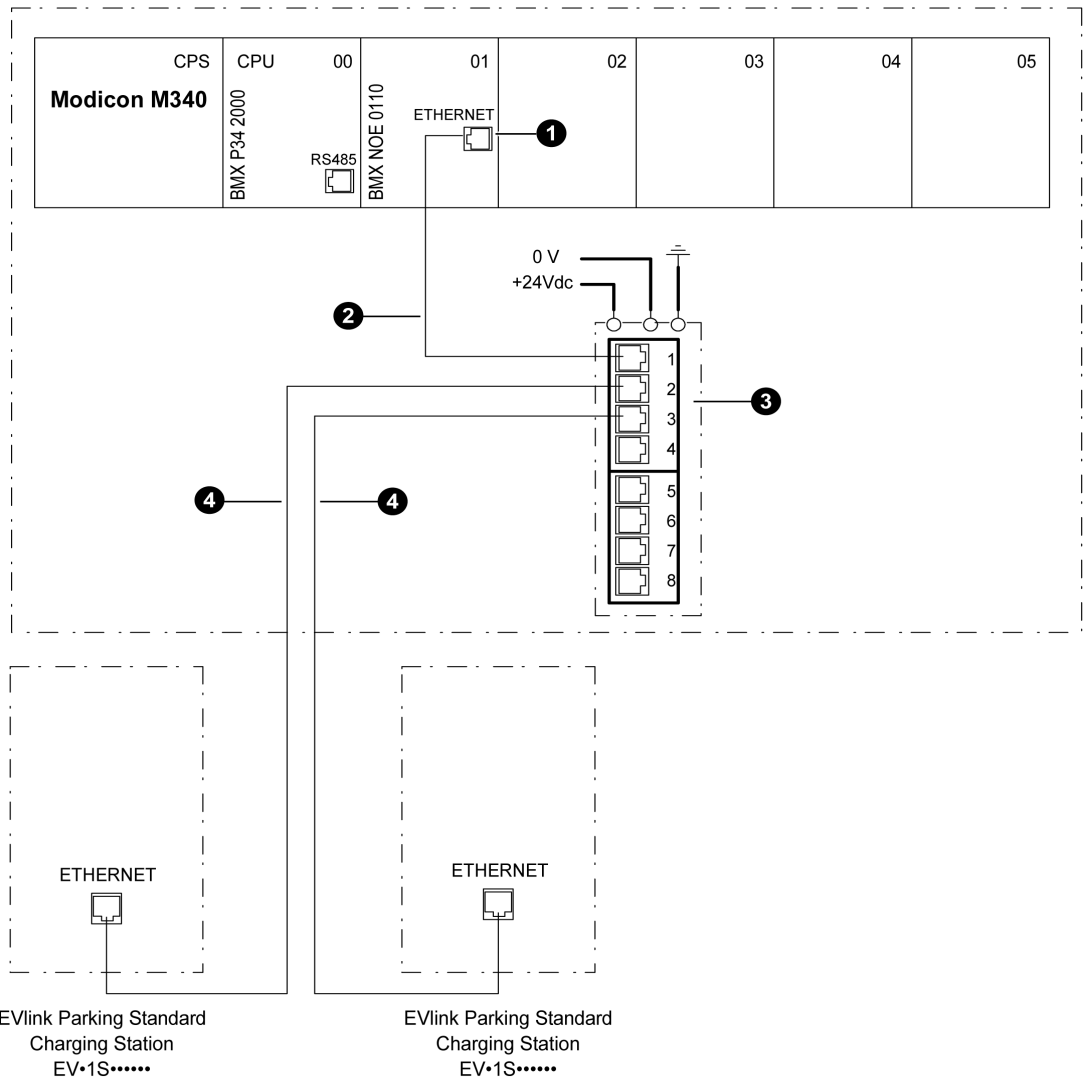 CPS CPU 00 01 02 03 04 05
Modicon M340
BMX P34 2000
RS485
BMX NOE 0110
ETHERNET
1
0 V
+24Vdc
2
1
2
3
4
5
6
7
8
3
4 4
ETHERNET
ETHERNET
EVlink Parking Standard
Charging Station
EV•1S••••••
EVlink Parking Standard
Charging Station
EV•1S••••••